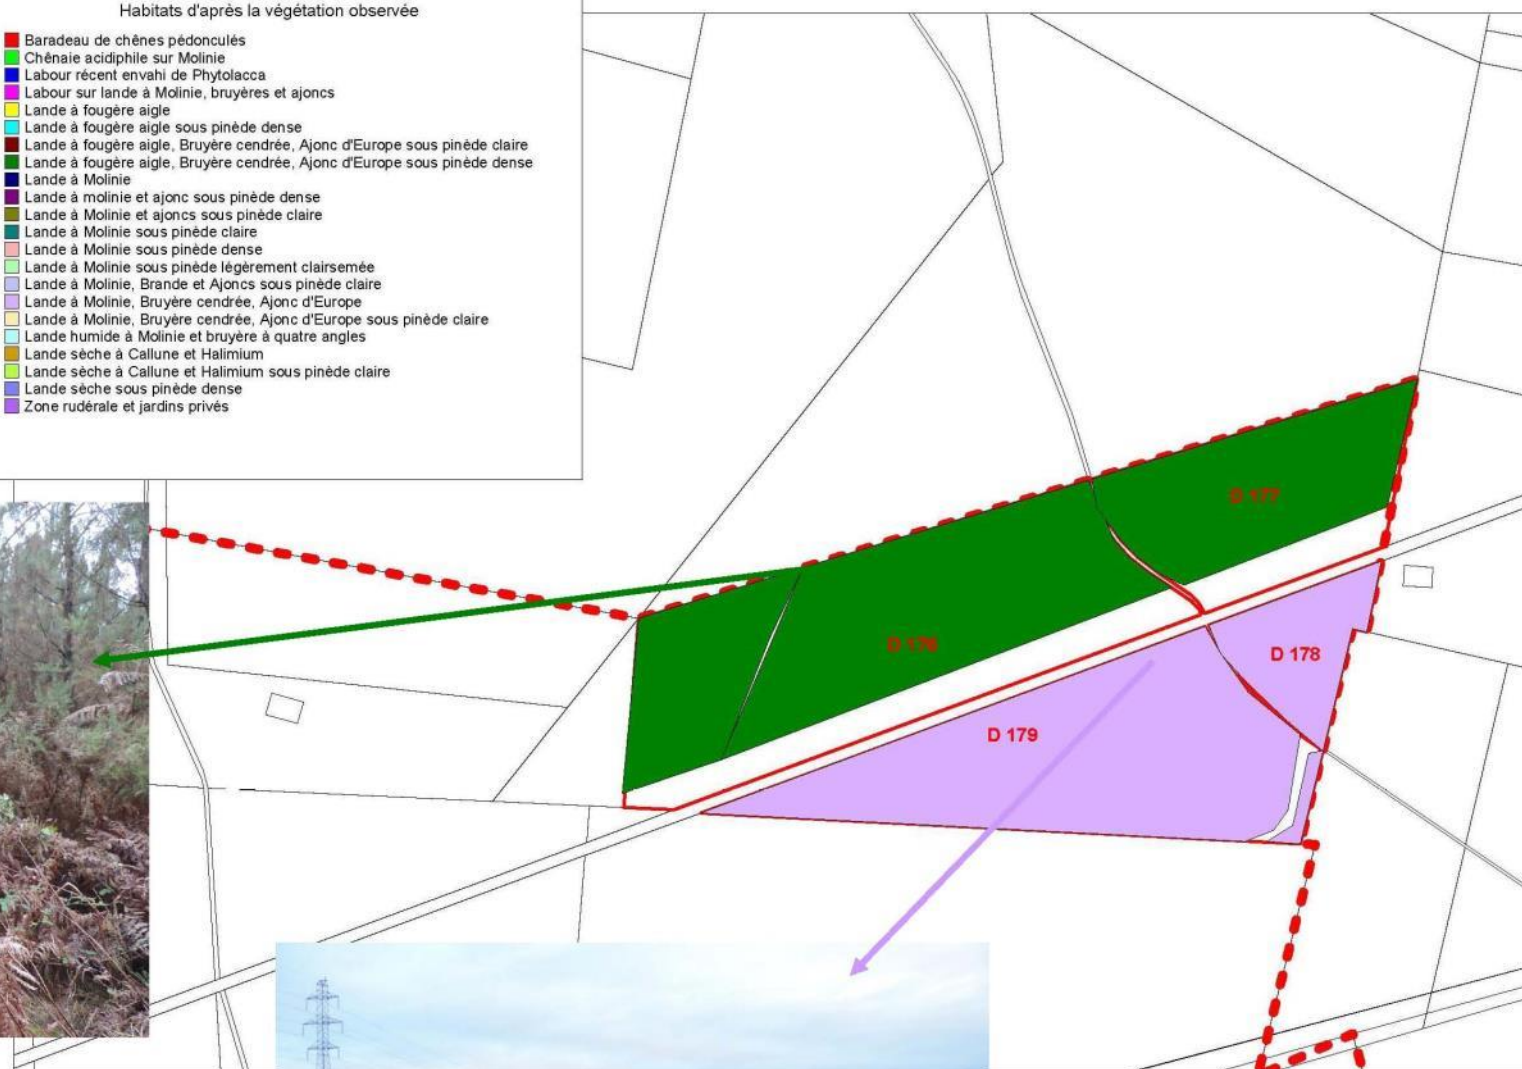 Habitats d'après la végétation observée
Baradeau de chênes pédonculés
Chênaie acidiphile sur Molinie
Labour récent envahi de Phytolacca
Labour sur lande à Molinie, bruyères et ajoncs
Lande à fougère aigle
Lande à fougère aigle sous pinède dense
Lande à fougère aigle, Bruyère cendrée, Ajonc d'Europe sous pinède claire
Lande à fougère aigle, Bruyère cendrée, Ajonc d'Europe sous pinède dense
Lande à Molinie
Lande à molinie et ajonc sous pinède dense
Lande à Molinie et ajoncs sous pinède claire
Lande à Molinie sous pinède claire
Lande à Molinie sous pinède dense
Lande à Molinie sous pinède légèrement clairsemée
Lande à Molinie, Brande et Ajoncs sous pinède claire
Lande à Molinie, Bruyère cendrée, Ajonc d'Europe
Lande à Molinie, Bruyère cendrée, Ajonc d'Europe sous pinède claire
Lande humide à Molinie et bruyère à quatre angles
Lande sèche à Callune et Halimium
Lande sèche à Callune et Halimium sous pinède claire
Lande sèche sous pinède dense
Zone rudérale et jardins privés
D 177
D 176
D 178
D 179